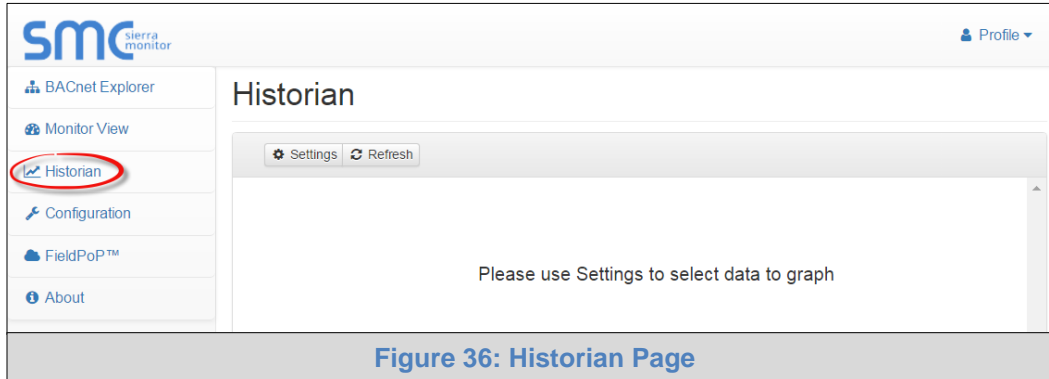 SMC sierra monitor
Profile
BACnet Explorer
Monitor View
Historian
Configuration
FieldPoP™
About
Historian
Settings Refresh
Please use Settings to select data to graph
Figure 36: Historian Page